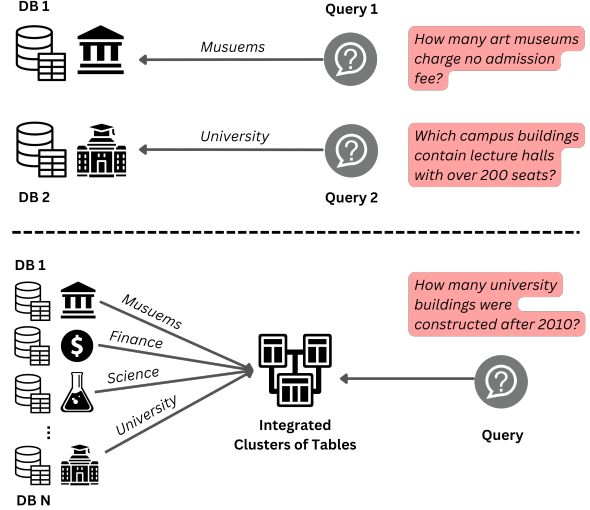 DB 1
Query 1
Musuems
How many art museums
charge no admission
fee?
University
Which campus buildings
contain lecture halls
with over 200 seats?
DB 2
Query 2
DB 1
Musuems
Finance
Science
University
DB N
Integrated
Clusters of Tables
How many university
buildings were
constructed after 2010?
Query